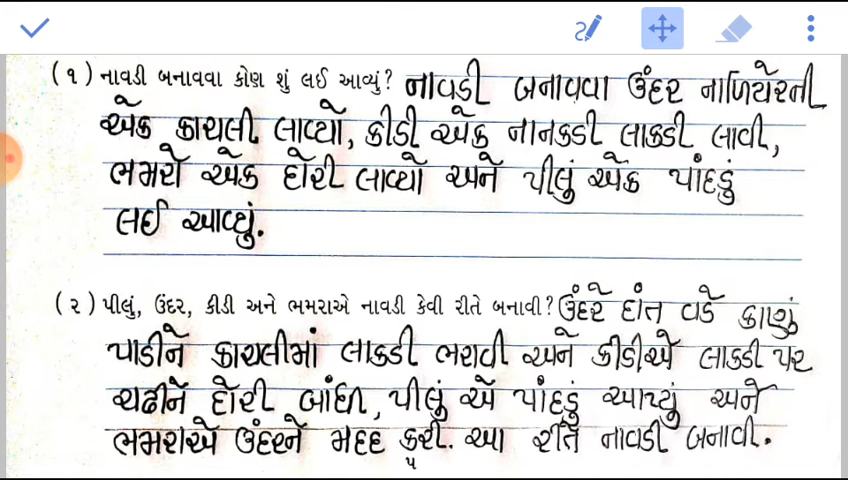 (૧) નાવડી બનાવવા કોણ શું લઈ આવ્યું? નાવડી બનાવવા ઉંદર નાળિયેરની
એક કાચલી લાવ્યો, કીડી એક નાનકડી લાકડી લાવી,
ભમરો એક દોરી લાવ્યો અને પીલું એક પાંદડું
લઈ આવ્યું.
(૨) પીલું, ઉંદર, કીડી અને ભમરાએ નાવડી કેવી રીતે બનાવી? ઉંદરે દાંત વડે કાણું
પાડીને કાચલીમાં લાકડી ભરાવી અને કીડીએ લાકડી પર
ચઢીને દોરી બાંધી, પીલું એ પાંદડું આપ્યું અને
ભમરાએ ઉંદરને મદદ કરી. આ રીતે નાવડી બનાવી.
૫